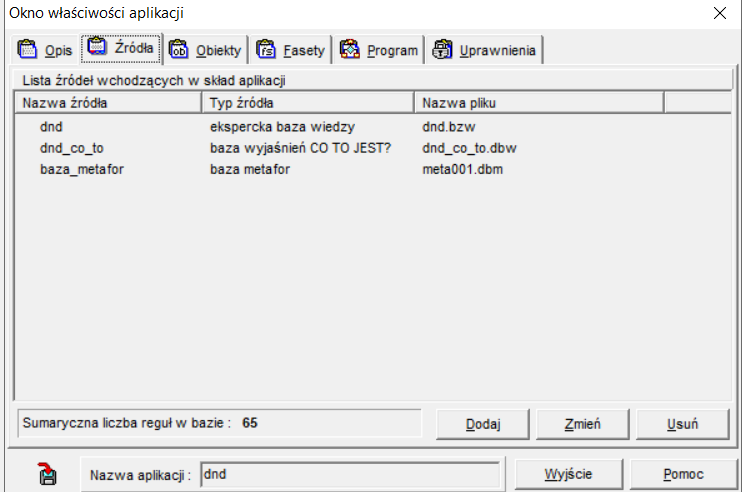 Okno właściwości aplikacji
Opis Źródła Obiekty Fasety Program Uprawnienia
Lista źródeł wchodzących w skład aplikacji
Nazwa źródła Typ źródła Nazwa pliku
dnd ekspercka baza wiedzy dnd.bzw
dnd_co_to baza wyjaśnień CO TO JEST? dnd_co_to.dbw
baza_metafor baza metafor meta001.dbm
Sumaryczna liczba reguł w bazie : 65 Dodaj Zmień Usuń
Nazwa aplikacji : dnd Wyjście Pomoc